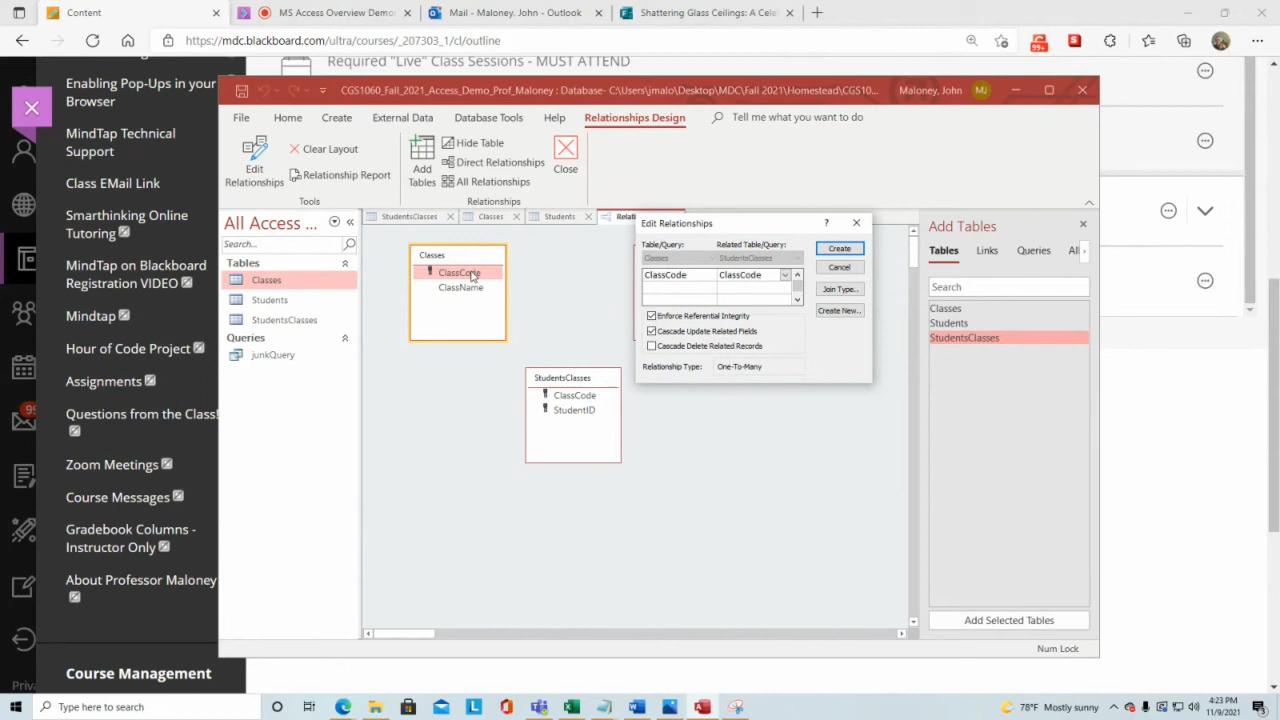 Content
MS Access Overview Demo
Mail - Maloney, John - Outlook
Shattering Glass Ceilings: A Cele
https://mdc.blackboard.com/ultra/courses/_207303_1/cl/outline
99+
Enabling Pop-Ups in your
Browser
MindTap Technical
Support
Class EMail Link
Smarthinking Online
Tutoring
MindTap on Blackboard
Registration VIDEO
Mindtap
Hour of Code Project
Assignments
Questions from the Class!
Zoom Meetings
Course Messages
Gradebook Columns -
Instructor Only
About Professor Maloney
Course Management
Priva
99
Required "Live" Class Sessions - MUST ATTEND
CGS1060_Fall_2021_Access_Demo_Prof_Maloney : Database- C:\Users\jmalo\Desktop\MDC\Fall 2021\Homestead\CGS10...
Maloney, John
MJ
File
Home
Create
External Data
Database Tools
Help
Relationships Design
Tell me what you want to do
Edit
Relationships
Clear Layout
Relationship Report
Tools
Add
Tables
Hide Table
Direct Relationships
All Relationships
Relationships
Close
All Access ...
Search...
Tables
Classes
Students
StudentsClasses
Queries
junkQuery
StudentsClasses
Classes
Students
Relati
Classes
ClassCode
ClassName
StudentsClasses
ClassCode
StudentID
Edit Relationships
?
Table/Query:
Related Table/Query:
Classes
StudentsClasses
ClassCode
ClassCode
Enforce Referential Integrity
Cascade Update Related Fields
Cascade Delete Related Records
Relationship Type:
One-To-Many
Create
Cancel
Join Type..
Create New..
Add Tables
Tables
Links
Queries
All
Search
Classes
Students
StudentsClasses
Add Selected Tables
Num Lock
Type here to search
78°F Mostly sunny
4:23 PM
11/9/2021